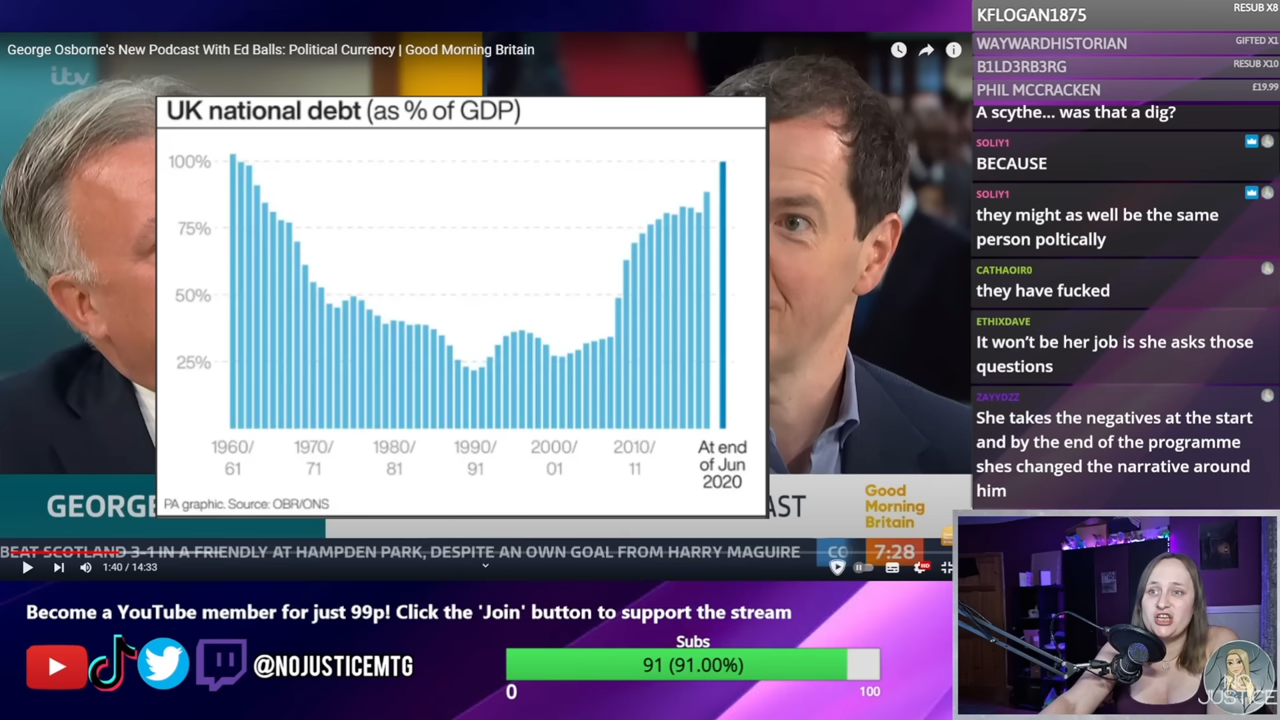 George Osborne's New Podcast With Ed Balls: Political Currency | Good Morning Britain
itv
UK national debt (as % of GDP)
100%
75%
50%
25%
1960/
61
1970/
71
1980/
81
1990/
91
2000/
01
2010/
11
At end
of Jun
2020
PA graphic. Source: OBR/ONS
GEORGE
AST
Good
Morning
Britain
BEAT SCOTLAND 3-1 IN A FRIENDLY AT HAMPDEN PARK, DESPITE AN OWN GOAL FROM HARRY MAGUIRE
7:28
1:40 / 14:33
HD
Become a YouTube member for just 99p! Click the 'Join' button to support the stream
@NOJUSTICEMTG
Subs
91 (91.00%)
0
100
KFLOGAN1875
RESUB X8
WAYWARDHISTORIAN
GIFTED X1
B1LD3RB3RG
RESUB X10
PHIL MCCRACKEN
£19.99
A scythe... was that a dig?
SOLIY1
BECAUSE
SOLIY1
they might as well be the same
person poltically
CATHAOIR0
they have fucked
ETHIXDAVE
It won't be her job is she asks those
questions
ZAYYOZZ
She takes the negatives at the start
and by the end of the programme
shes changed the narrative around
him
NO
JUSTICE